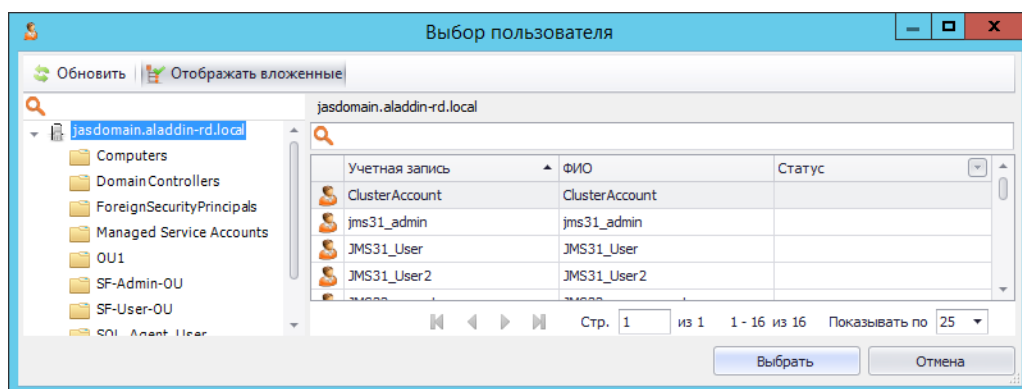 Выбор пользователя
Обновить Отображать вложенные
jasdomain.aladdin-rd.local
jasdomain.aladdin-rd.local
Computers
Domain Controllers
ForeignSecurityPrincipals
Managed Service Accounts
OU1
SF-Admin-OU
SF-User-OU
SQL_Agent_User
Учетная запись ФИО Статус
ClusterAccount ClusterAccount
jms31_admin jms31_admin
JMS31_User JMS31_User
JMS31_User2 JMS31_User2
Стр. 1 из 1 1 - 16 из 16 Показывать по 25
Выбрать Отмена